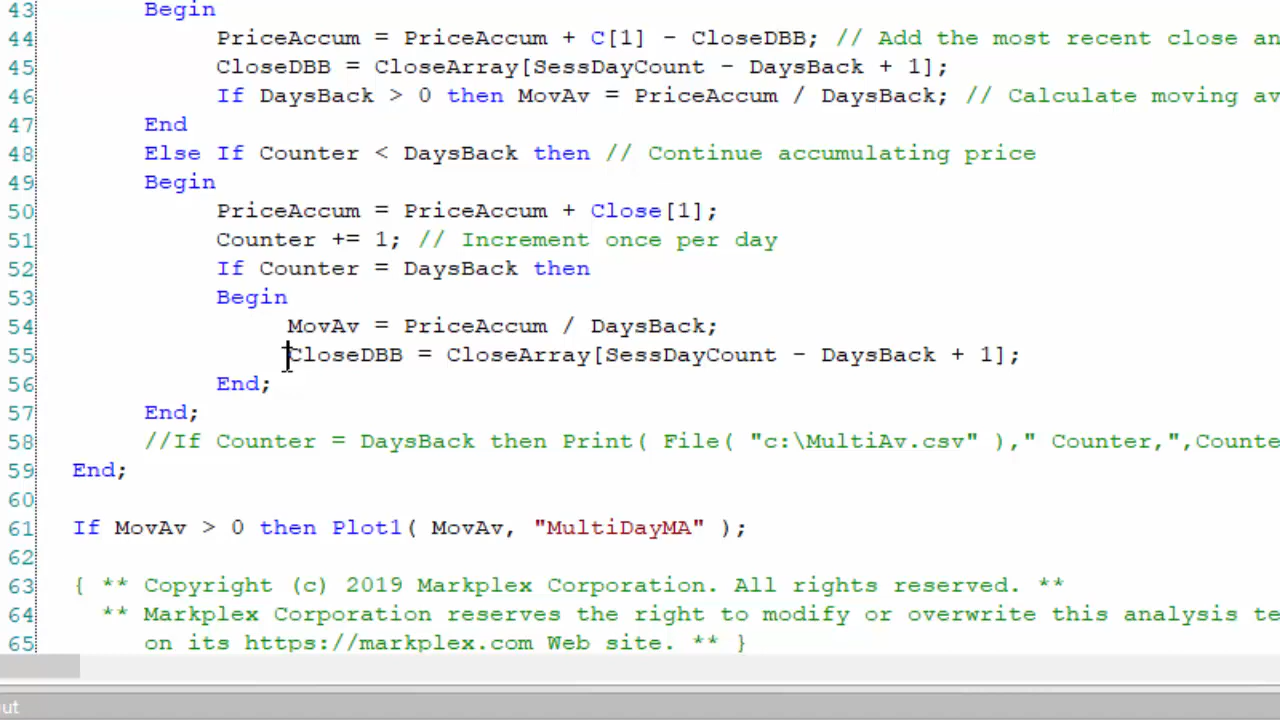 43 Begin
44 PriceAccum = PriceAccum + C[1] - CloseDBB; // Add the most recent close
45 CloseDBB = CloseArray[SessDayCount - DaysBack + 1];
46 If DaysBack > 0 then MovAv = PriceAccum / DaysBack; // Calculate moving
47 End
48 Else If Counter < DaysBack then // Continue accumulating price
49 Begin
50 PriceAccum = PriceAccum + Close[1];
51 Counter += 1; // Increment once per day
52 If Counter = DaysBack then
53 Begin
54 MovAv = PriceAccum / DaysBack;
55 CloseDBB = CloseArray[SessDayCount - DaysBack + 1];
56 End;
57 End;
58 //If Counter = DaysBack then Print( File( "c:\MultiAv.csv" )," Counter,",
59 End;
60
61 If MovAv > 0 then Plot1( MovAv, "MultiDayMA" );
62
63 { ** Copyright (c) 2019 Markplex Corporation. All rights reserved. **
64 ** Markplex Corporation reserves the right to modify or overwrite this analysis
65 on its https://markplex.com Web site. ** }